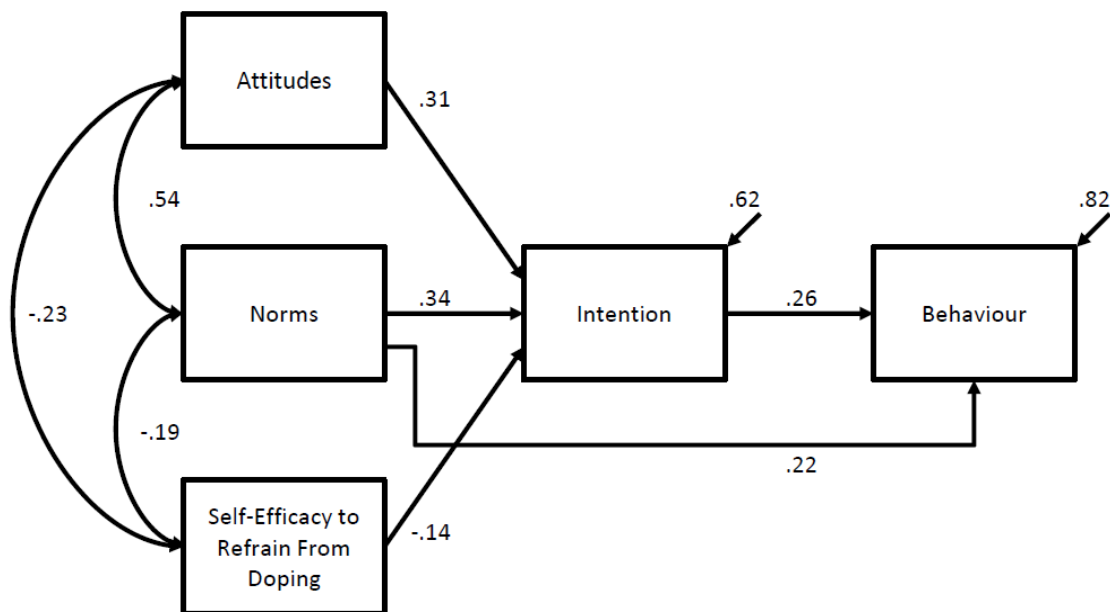 Attitudes
.31
.54
.62
.82
-.23
Norms
.34
Intention
.26
Behaviour
-.19
.22
Self-Efficacy to
Refrain From
Doping
-.14